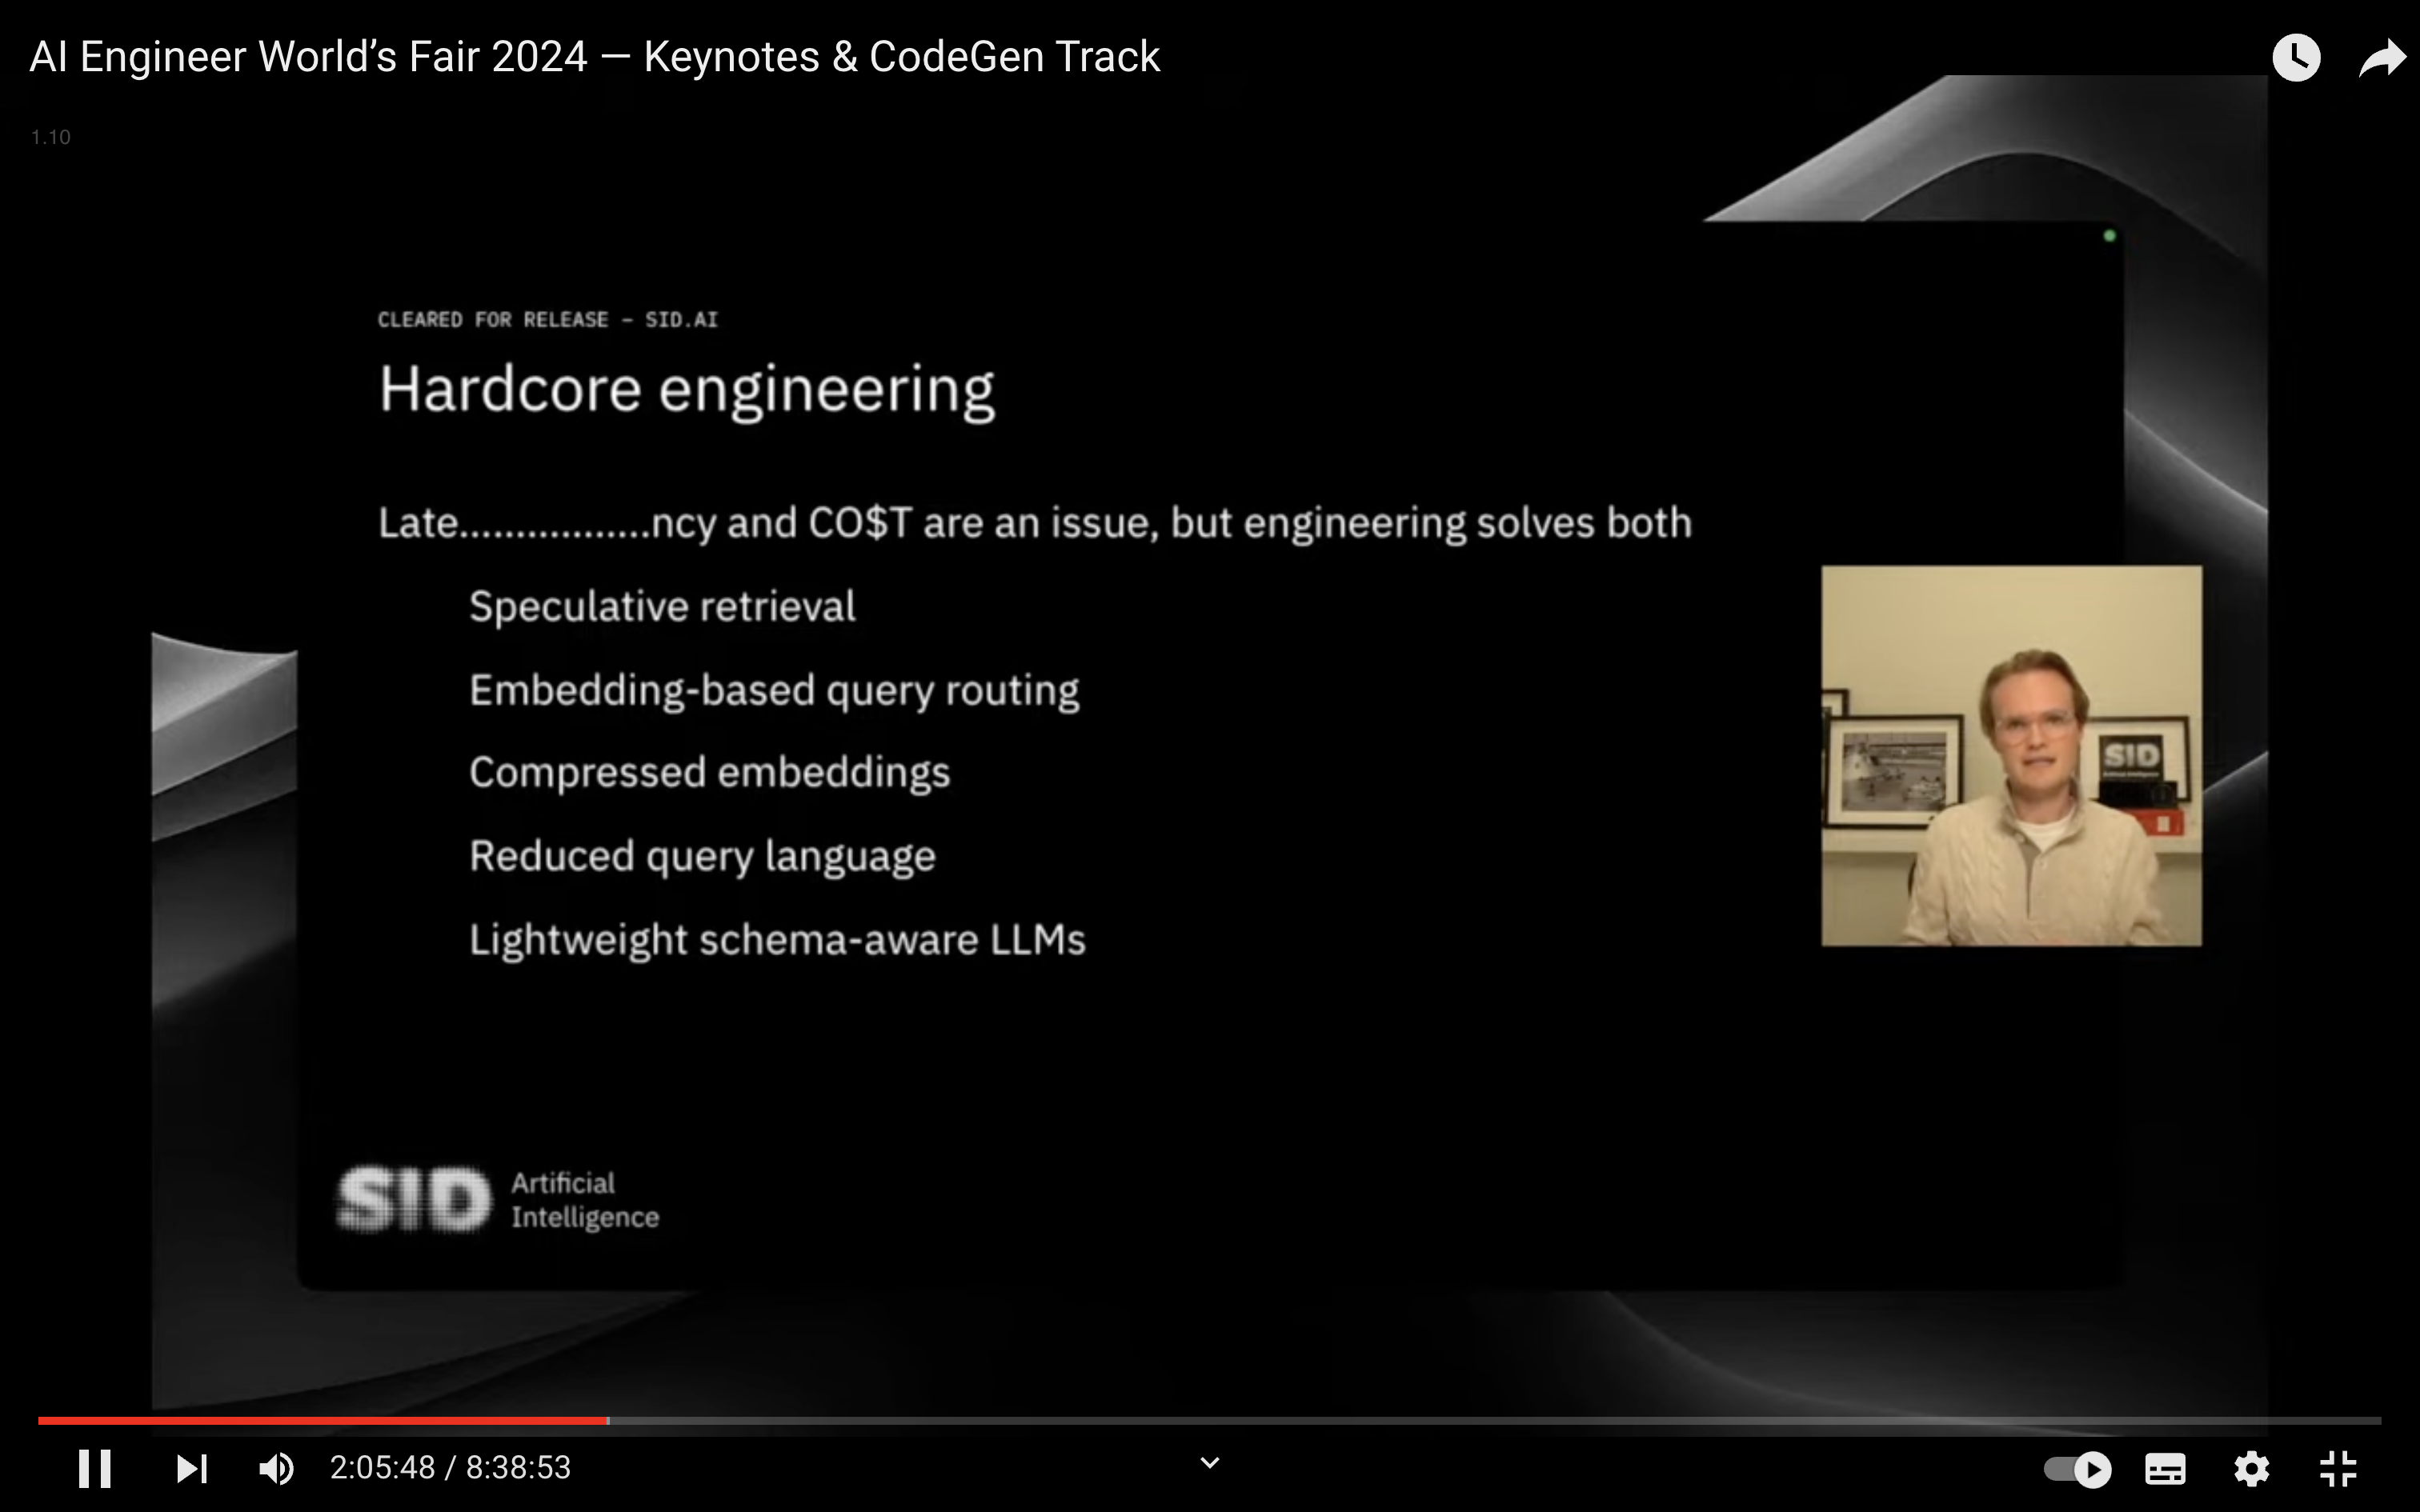 AI Engineer World’s Fair 2024 — Keynotes & CodeGen Track
1.10
CLEARED FOR RELEASE – SID.AI
Hardcore engineering
Late.................ncy and CO$T are an issue, but engineering solves both
Speculative retrieval
Embedding-based query routing
Compressed embeddings
Reduced query language
Lightweight schema-aware LLMs
SID
SID
Artificial
Intelligence
2:05:48 / 8:38:53